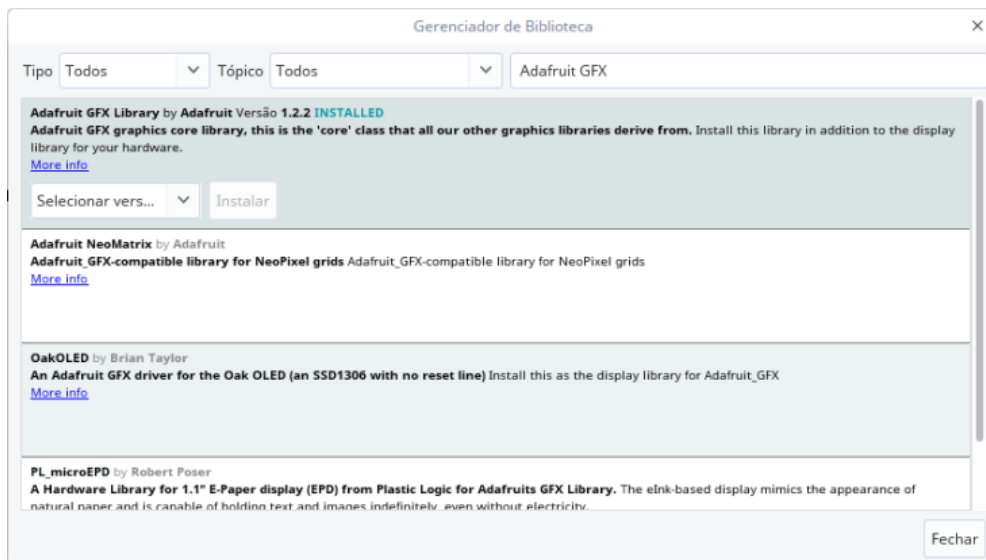 Gerenciador de Biblioteca
Tipo Todos Tópico Todos Adafruit GFX
Adafruit GFX Library by Adafruit Versão 1.2.2 INSTALLED
Adafruit GFX graphics core library, this is the 'core' class that all our other graphics libraries derive from. Install this library in addition to the display
library for your hardware.
More info
Selecionar vers... Instalar
Adafruit NeoMatrix by Adafruit
Adafruit_GFX-compatible library for NeoPixel grids Adafruit_GFX-compatible library for NeoPixel grids
More info
OakOLED by Brian Taylor
An Adafruit GFX driver for the Oak OLED (an SSD1306 with no reset line) Install this as the display library for Adafruit_GFX
More info
PL_microEPD by Robert Poser
A Hardware Library for 1.1" E-Paper display (EPD) from Plastic Logic for Adafruits GFX Library. The eInk-based display mimics the appearance of
natural paper and is capable of holding text and images indefinitely, even without electricity.
Fechar